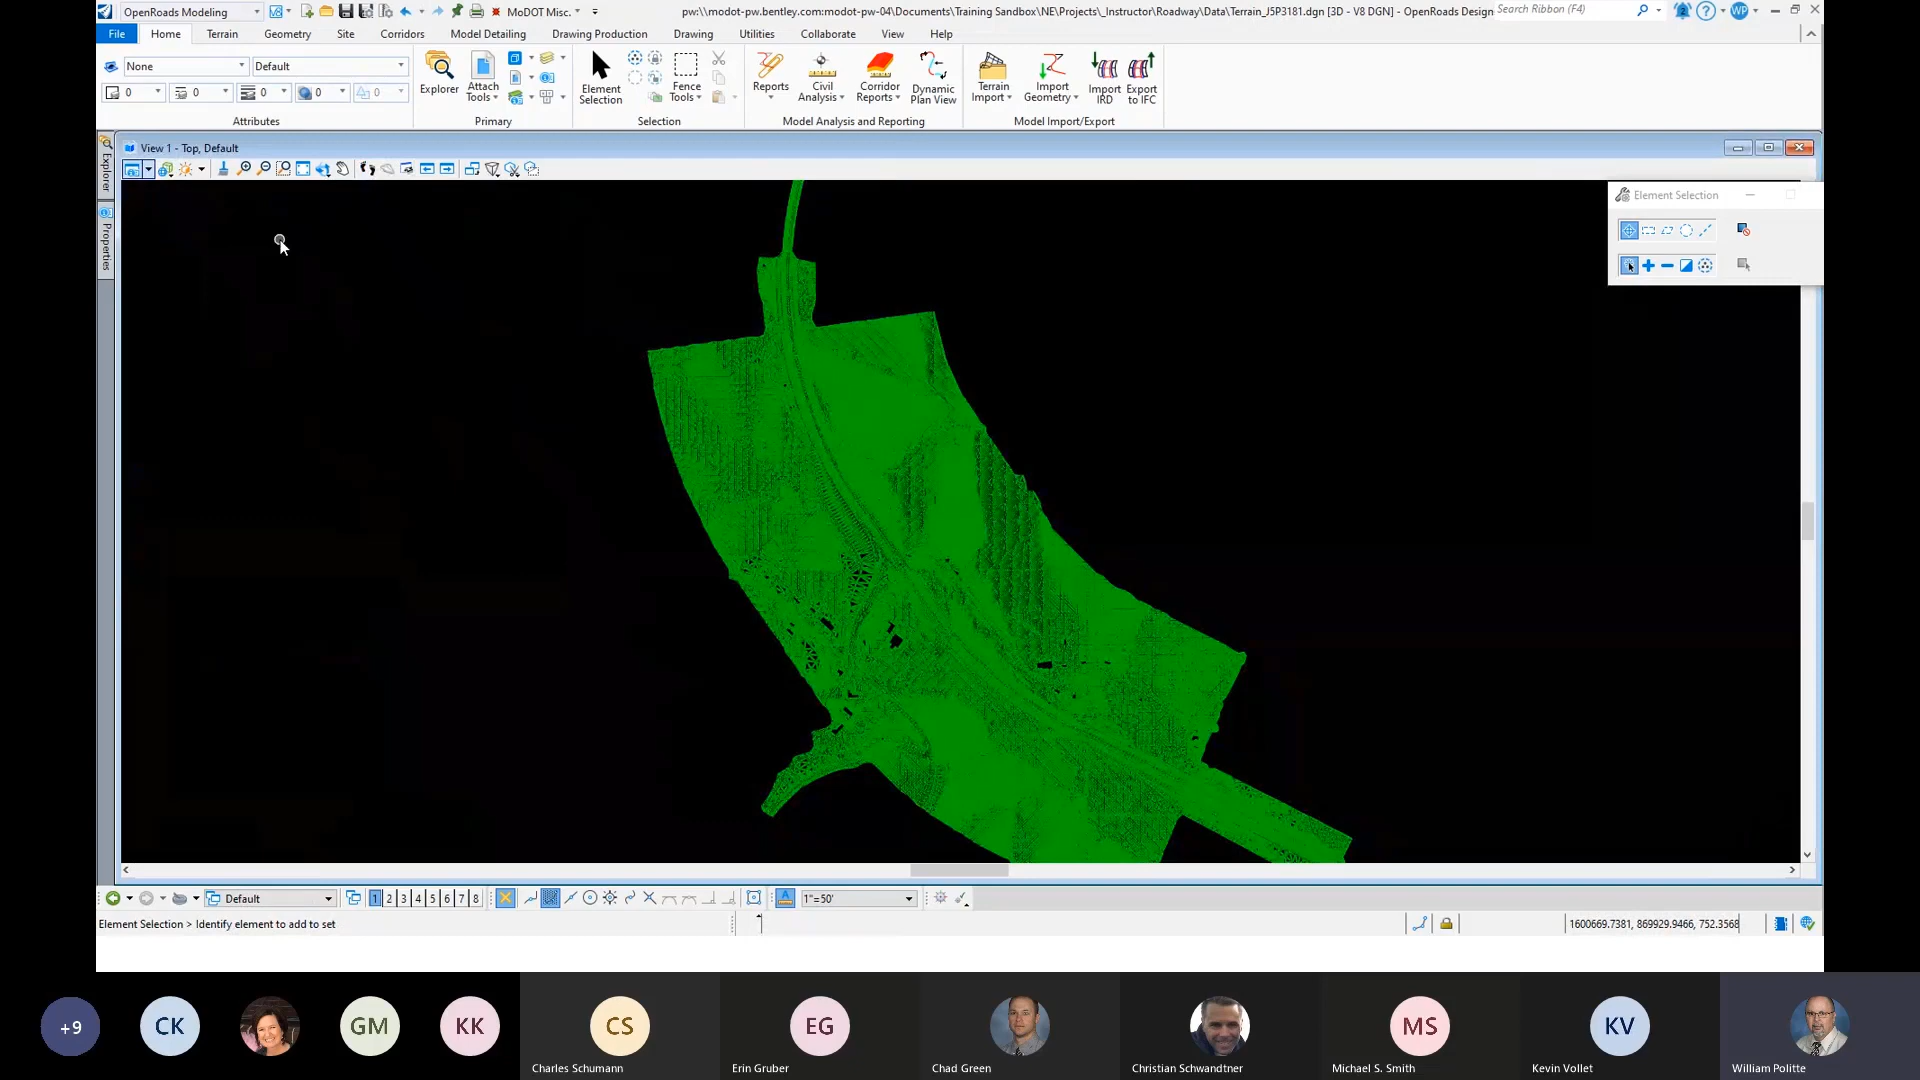 OpenRoads Modeling
MoDOT Misc.
pw:\\modot-pw.bentley.com:modot-pw-04\Documents\Training Sandbox\NE\Projects\_Instructor\Roadway\Data\Terrain_J5P3181.dgn [3D - V8 DGN] - OpenRoads Design
Search Ribbon (F4)
WP
File
Home
Terrain
Geometry
Site
Corridors
Model Detailing
Drawing Production
Drawing
Utilities
Collaborate
View
Help
None
Default
0
0
0
0
0
Attributes
Explorer
Attach Tools
Primary
Element Selection
Fence Tools
Selection
Reports
Civil Analysis
Corridor Reports
Dynamic Plan View
Model Analysis and Reporting
Terrain Import
Import Geometry
Import IRD
Export to IFC
Model Import/Export
Explorer
Properties
View 1 - Top, Default
Element Selection
Default
1 2 3 4 5 6 7 8
1"=50'
Element Selection > Identify element to add to set
1600669.7381, 869929.9466, 752.3568
+9
CK
GM
KK
CS
Charles Schumann
EG
Erin Gruber
Chad Green
Christian Schwandtner
MS
Michael S. Smith
KV
Kevin Vollet
William Politte